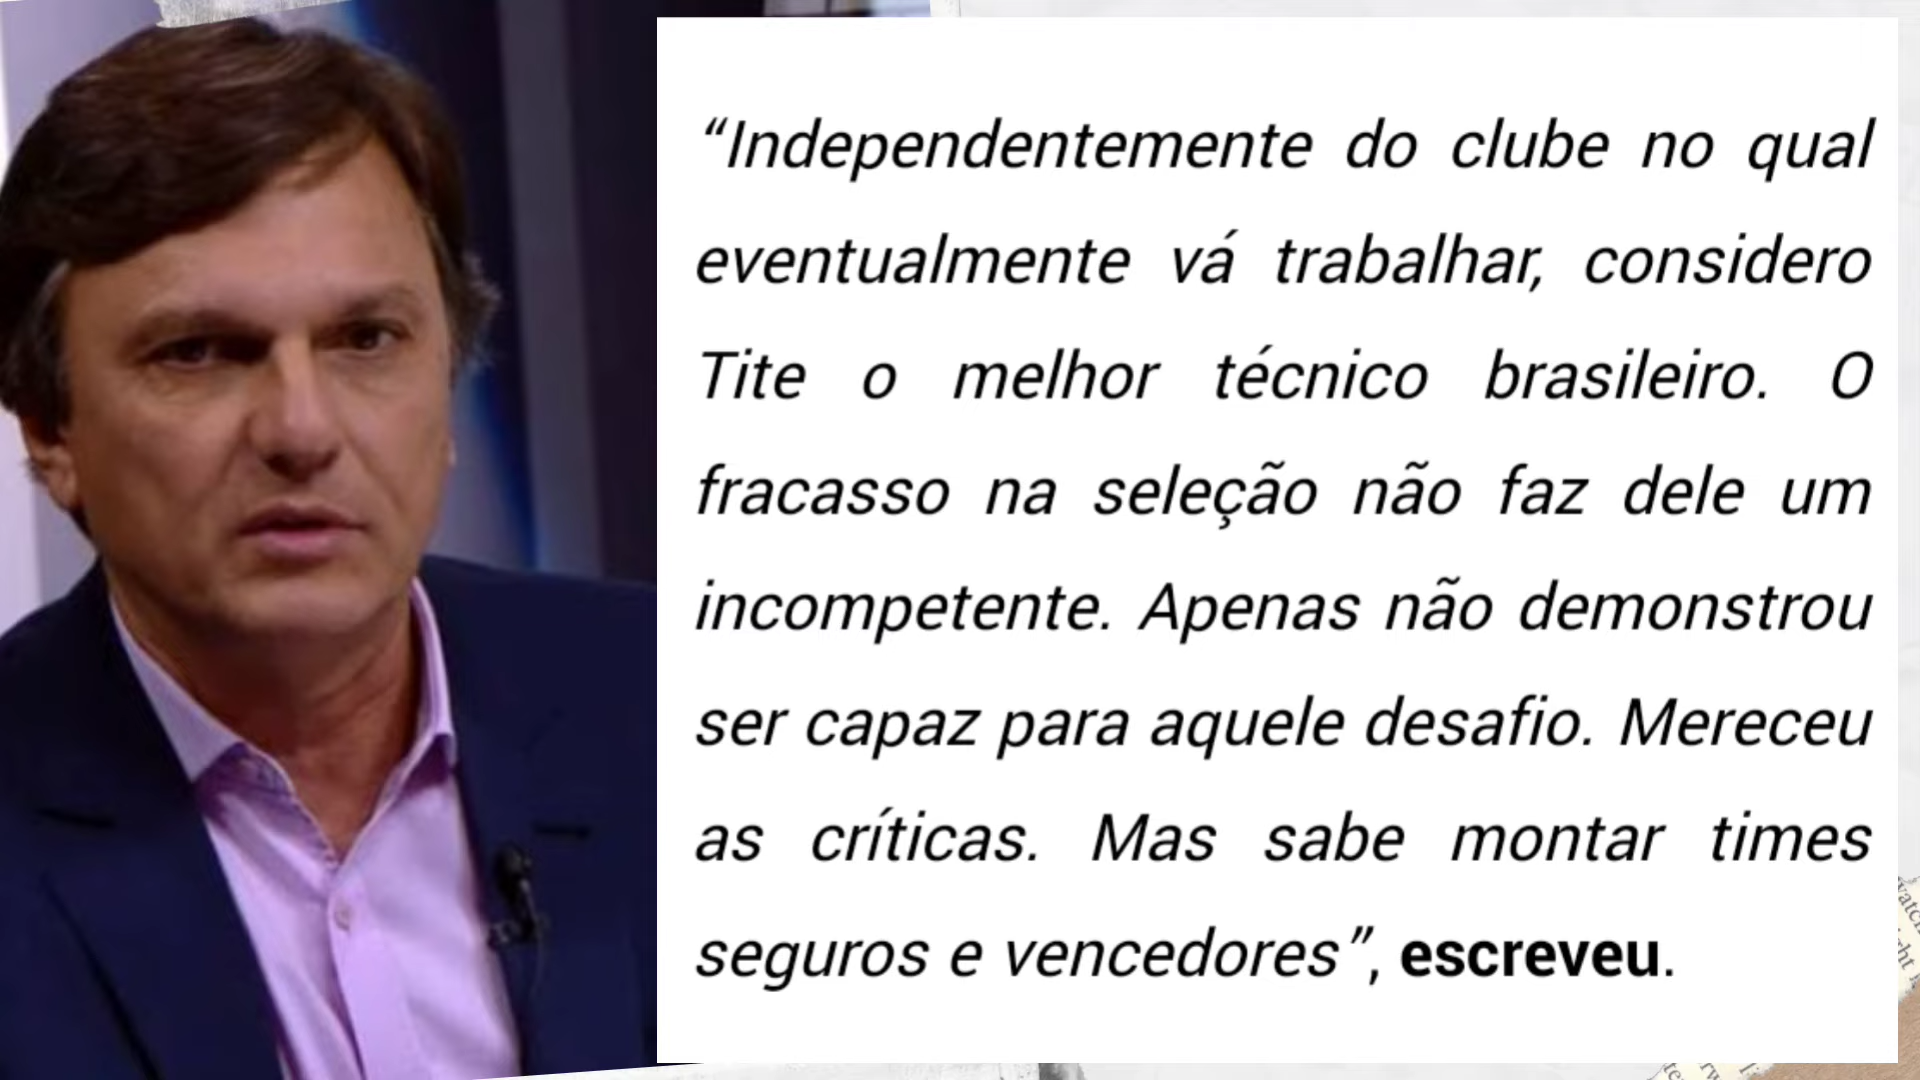 “Independentemente do clube no qual
eventualmente vá trabalhar, considero
Tite o melhor técnico brasileiro. O
fracasso na seleção não faz dele um
incompetente. Apenas não demonstrou
ser capaz para aquele desafio. Mereceu
as críticas. Mas sabe montar times
seguros e vencedores”, escreveu.